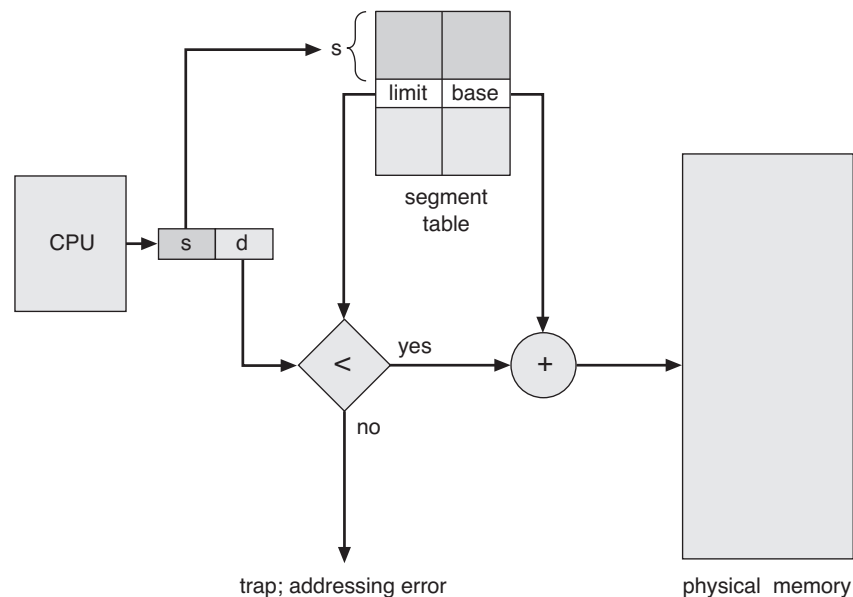 s
limit base
segment
table
CPU
s d
<
yes
+
no
trap; addressing error
physical memory